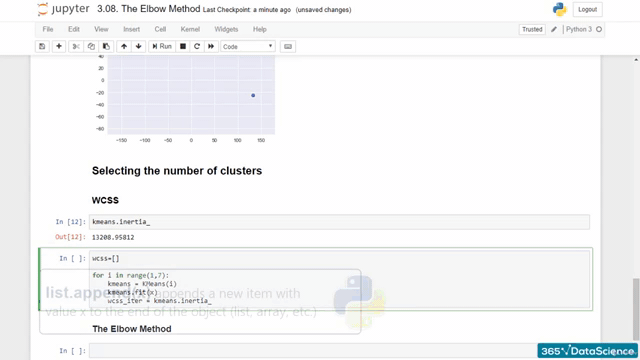 jupyter 3.08. The Elbow Method Last Checkpoint: a minute ago (unsaved changes)
Logout
File Edit View Insert Cell Kernel Widgets Help
Trusted Python 3
Run Code
40
20
0
-20
-40
-60
-80
-150 -100 -50 0 50 100 150
Selecting the number of clusters
WCSS
In [12]: kmeans.inertia_
Out[12]: 13208.95812
In [ ]: wcss=[]
for i in range(1,7):
kmeans = KMeans(i)
kmeans.fit(x)
wcss_iter = kmeans.inertia_
list.append(x) appends a new item with
value x to the end of the object (list, array, etc.)
The Elbow Method
In [ ]:
365 DataScience